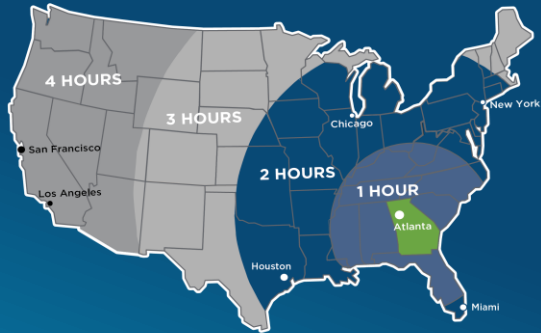 4 HOURS
3 HOURS
New York
Chicago
San Francisco
2 HOURS
1 HOUR
Los Angeles
Atlanta
Houston
Miami